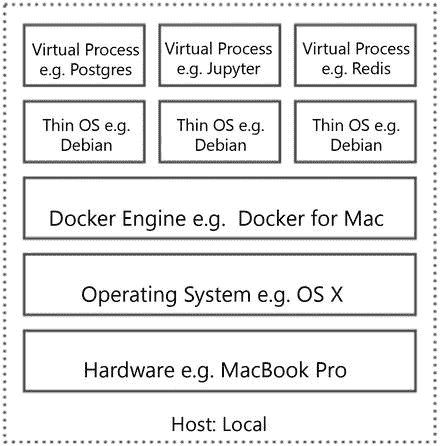 Virtual Process
e.g. Postgres
Virtual Process
e.g. Jupyter
Virtual Process
e.g. Redis
Thin OS e.g.
Debian
Thin OS e.g.
Debian
Thin OS e.g.
Debian
Docker Engine e.g. Docker for Mac
Operating System e.g. OS X
Hardware e.g. MacBook Pro
Host: Local